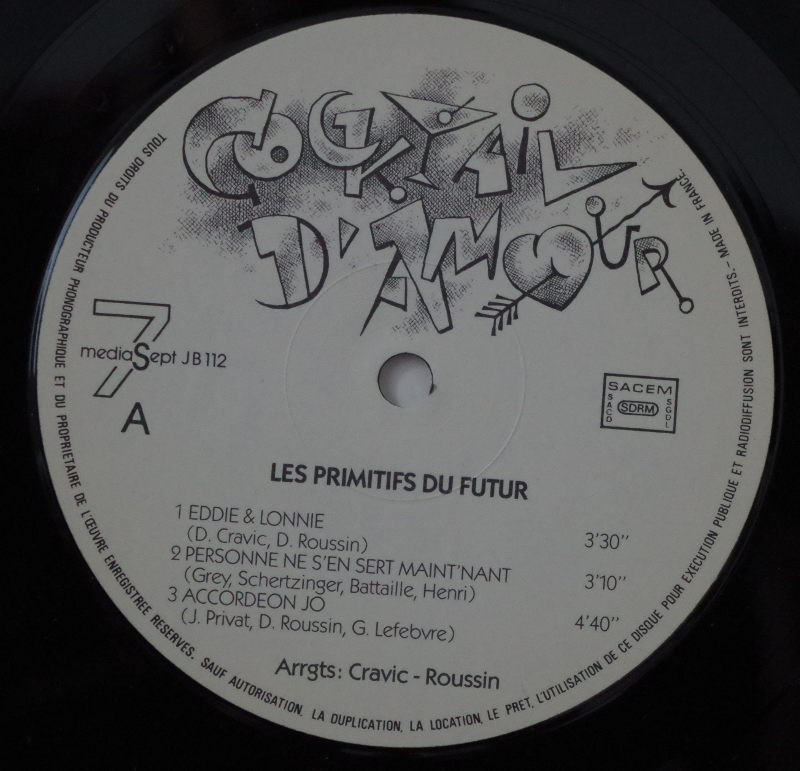 COCKTAIL
D'AMOUR
7
mediaSept JB 112
A
SACEM
SACD
SDRM
SGDL
LES PRIMITIFS DU FUTUR
1 EDDIE & LONNIE
(D. Cravic, D. Roussin) 3'30''
2 PERSONNE NE S'EN SERT MAINT'NANT
(Grey, Schertzinger, Battaille, Henri) 3'10''
3 ACCORDEON JO
(J. Privat, D. Roussin, G. Lefebvre) 4'40''
Arrgts: Cravic - Roussin
TOUS DROITS DU PRODUCTEUR PHONOGRAPHIQUE ET DU PROPRIETAIRE DE L'ŒUVRE ENREGISTREE RESERVES. SAUF AUTORISATION, LA DUPLICATION, LA LOCATION, LE PRET, L'UTILISATION DE CE DISQUE POUR EXECUTION PUBLIQUE ET RADIODIFFUSION SONT INTERDITS. - MADE IN FRANCE.